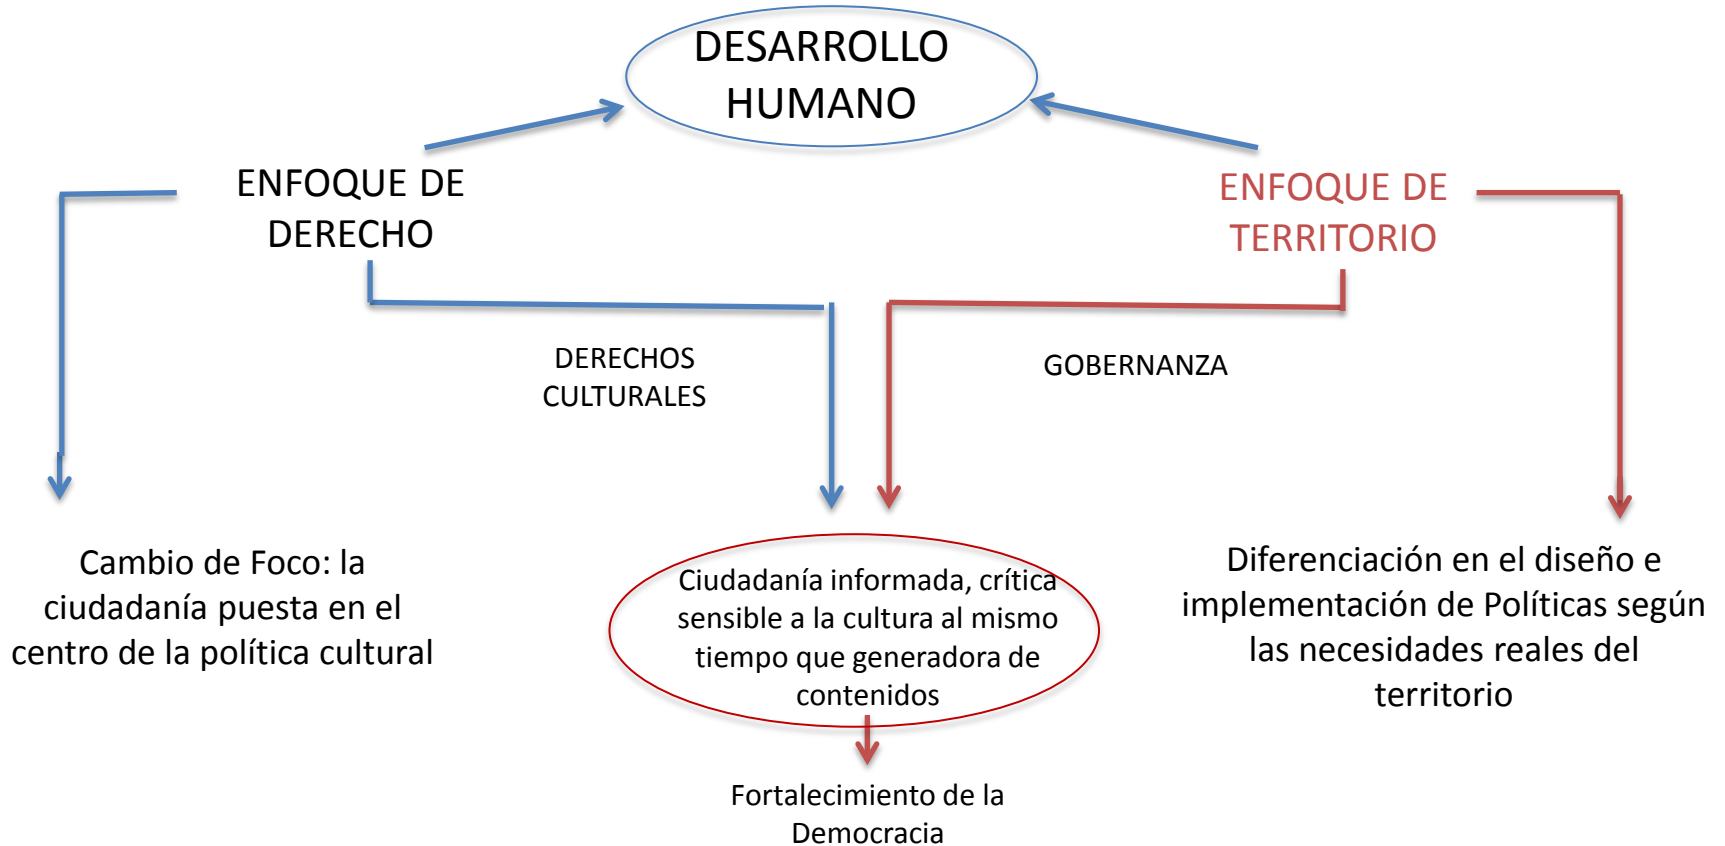 DESARROLLO
HUMANO
ENFOQUE DE
DERECHO
ENFOQUE DE
TERRITORIO
DERECHOS
CULTURALES
GOBERNANZA
Cambio de Foco: la
ciudadanía puesta en el
centro de la política cultural
Ciudadanía informada, crítica
sensible a la cultura al mismo
tiempo que generadora de
contenidos
Diferenciación en el diseño e
implementación de Políticas según
las necesidades reales del
territorio
Fortalecimiento de la
Democracia